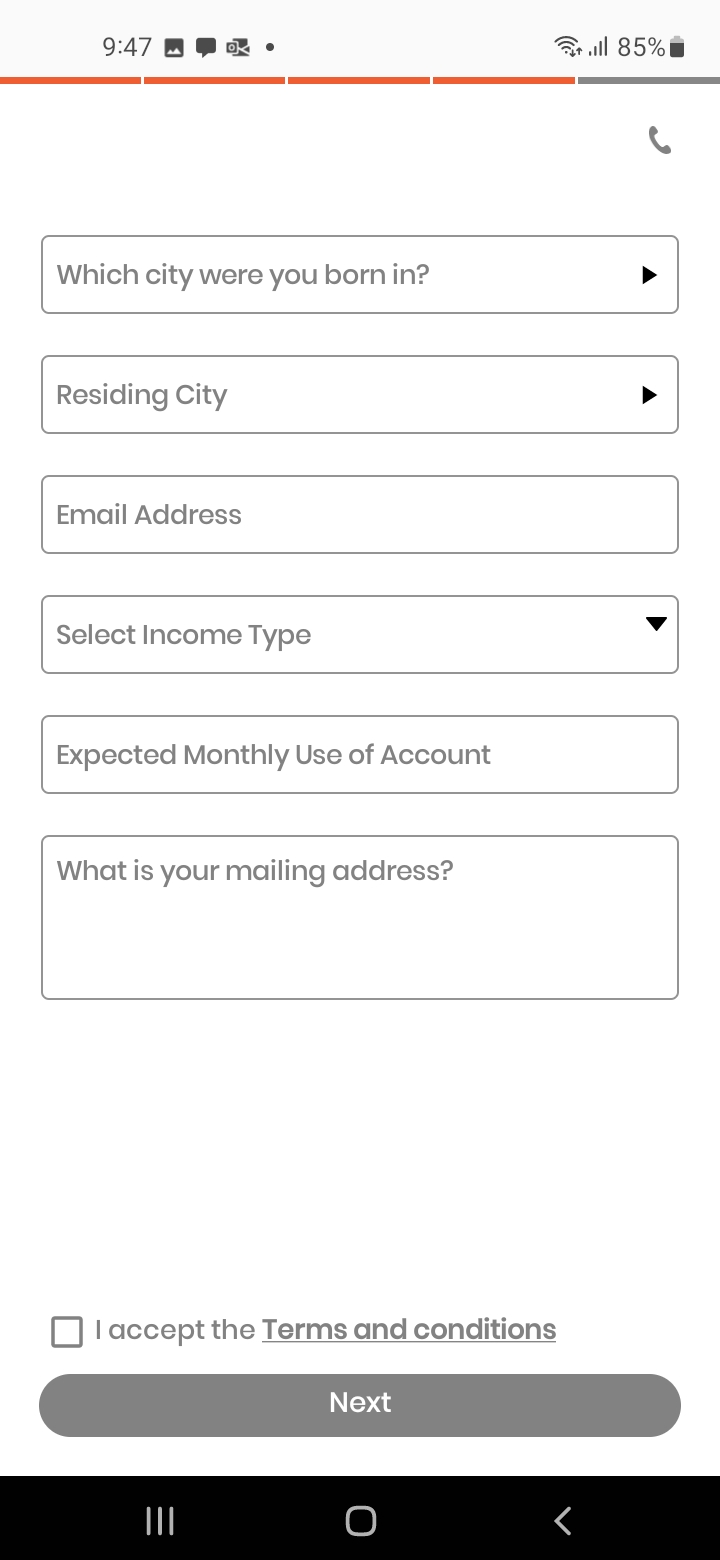 9:47 85%
Which city were you born in?
Residing City
Email Address
Select Income Type
Expected Monthly Use of Account
What is your mailing address?
I accept the Terms and conditions
Next